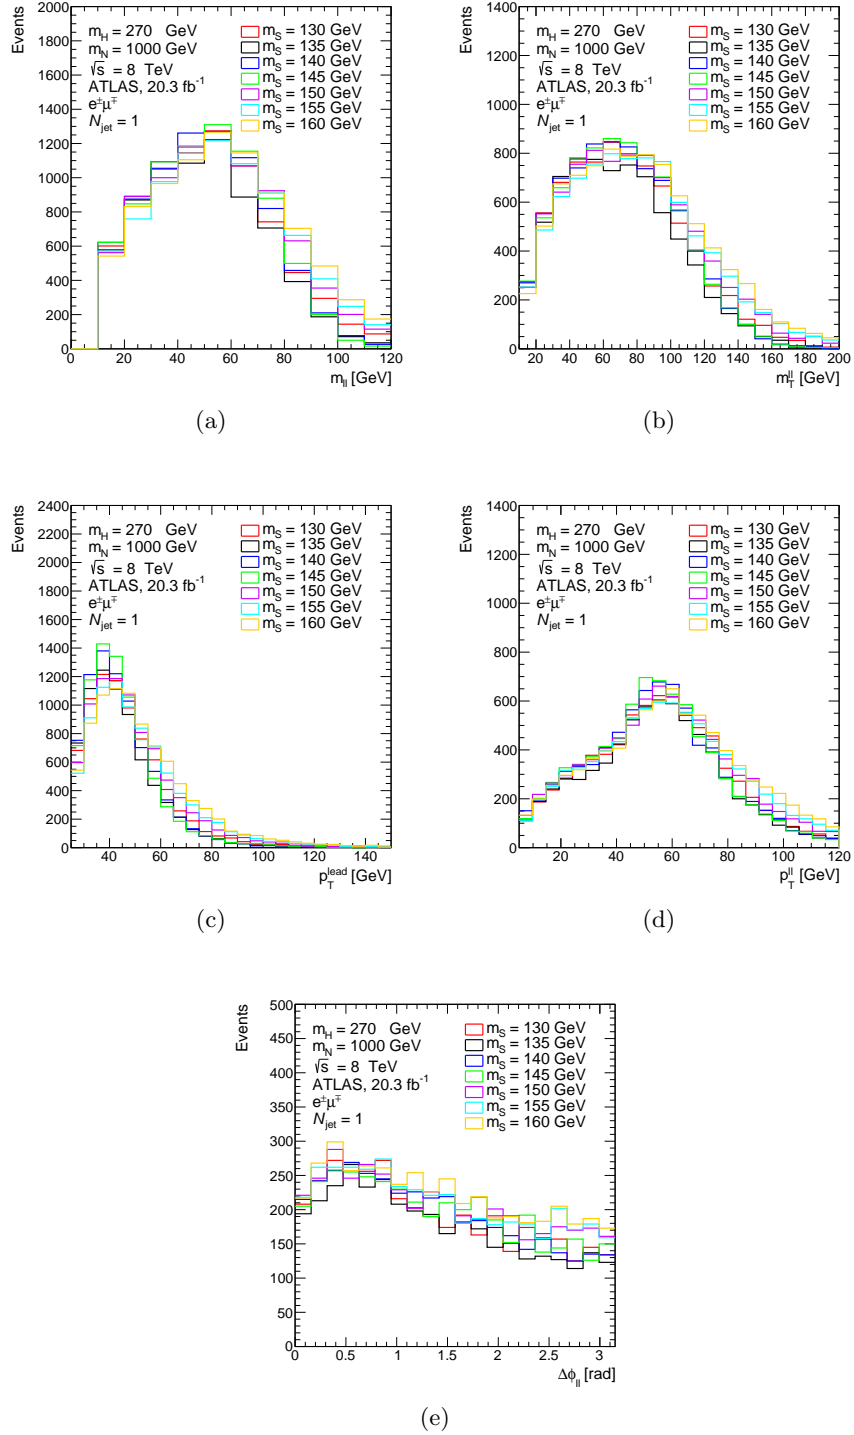 Events
2000
1800
1600
1400
1200
1000
800
600
400
200
0
m_H = 270 GeV
m_N = 1000 GeV
√s = 8 TeV
ATLAS, 20.3 fb⁻¹
e±μ∓
N_jet = 1
m_S = 130 GeV
m_S = 135 GeV
m_S = 140 GeV
m_S = 145 GeV
m_S = 150 GeV
m_S = 155 GeV
m_S = 160 GeV
0 20 40 60 80 100 120
m_ll [GeV]
(a)
Events
1400
1200
1000
800
600
400
200
0
m_H = 270 GeV
m_N = 1000 GeV
√s = 8 TeV
ATLAS, 20.3 fb⁻¹
e±μ∓
N_jet = 1
m_S = 130 GeV
m_S = 135 GeV
m_S = 140 GeV
m_S = 145 GeV
m_S = 150 GeV
m_S = 155 GeV
m_S = 160 GeV
20 40 60 80 100 120 140 160 180 200
m_T^ll [GeV]
(b)
Events
2400
2200
2000
1800
1600
1400
1200
1000
800
600
400
200
0
m_H = 270 GeV
m_N = 1000 GeV
√s = 8 TeV
ATLAS, 20.3 fb⁻¹
e±μ∓
N_jet = 1
m_S = 130 GeV
m_S = 135 GeV
m_S = 140 GeV
m_S = 145 GeV
m_S = 150 GeV
m_S = 155 GeV
m_S = 160 GeV
40 60 80 100 120 140
p_T^lead [GeV]
(c)
Events
1400
1200
1000
800
600
400
200
0
m_H = 270 GeV
m_N = 1000 GeV
√s = 8 TeV
ATLAS, 20.3 fb⁻¹
e±μ∓
N_jet = 1
m_S = 130 GeV
m_S = 135 GeV
m_S = 140 GeV
m_S = 145 GeV
m_S = 150 GeV
m_S = 155 GeV
m_S = 160 GeV
20 40 60 80 100 120
p_T^ll [GeV]
(d)
Events
500
450
400
350
300
250
200
150
100
50
0
m_H = 270 GeV
m_N = 1000 GeV
√s = 8 TeV
ATLAS, 20.3 fb⁻¹
e±μ∓
N_jet = 1
m_S = 130 GeV
m_S = 135 GeV
m_S = 140 GeV
m_S = 145 GeV
m_S = 150 GeV
m_S = 155 GeV
m_S = 160 GeV
0 0.5 1 1.5 2 2.5 3
Δϕ_ll [rad]
(e)